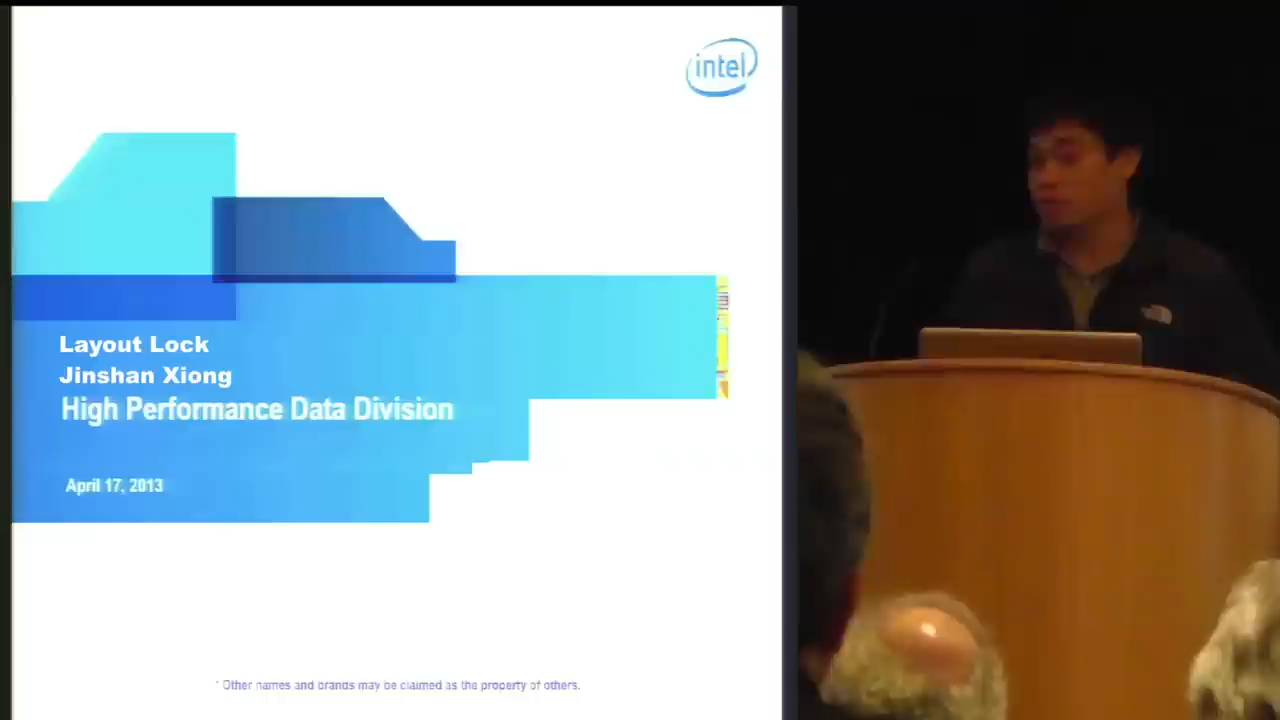 intel
Layout Lock
Jinshan Xiong
High Performance Data Division
April 17, 2013
* Other names and brands may be claimed as the property of others.